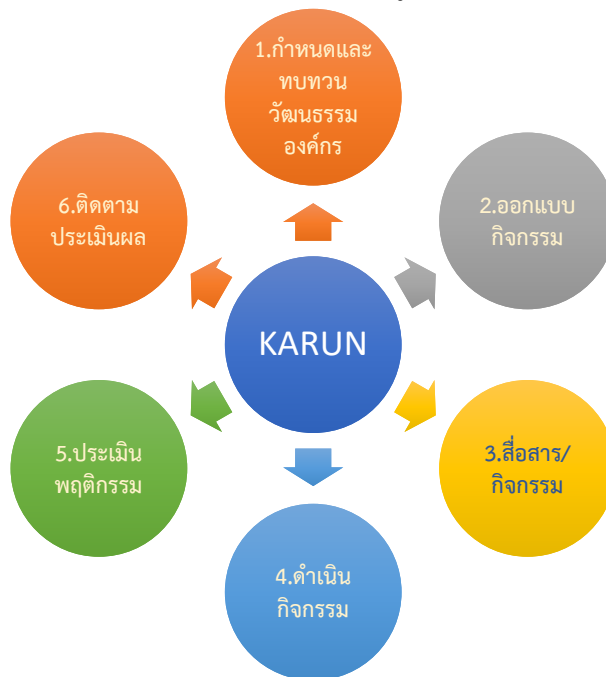 1.กำหนดและ
ทบทวน
วัฒนธรรม
องค์กร
2.ออกแบบ
กิจกรรม
3.สื่อสาร/
กิจกรรม
4.ดำเนิน
กิจกรรม
5.ประเมิน
พฤติกรรม
6.ติดตาม
ประเมินผล
KARUN